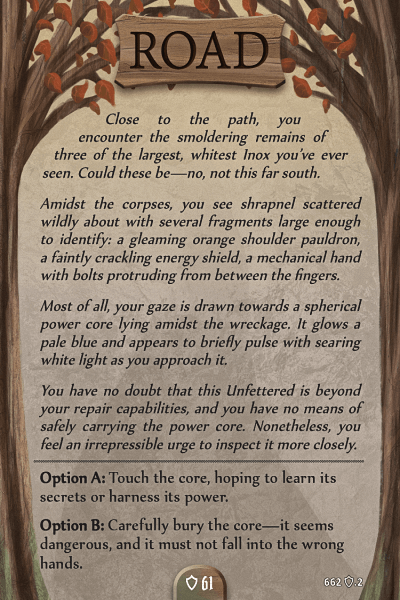 ROAD
Close to the path, you
encounter the smoldering remains of
three of the largest, whitest Inox you've ever
seen. Could these be—no, not this far south.
Amidst the corpses, you see shrapnel scattered
wildly about with several fragments large enough
to identify: a gleaming orange shoulder pauldron,
a faintly crackling energy shield, a mechanical hand
with bolts protruding from between the fingers.
Most of all, your gaze is drawn towards a spherical
power core lying amidst the wreckage. It glows a
pale blue and appears to briefly pulse with searing
white light as you approach it.
You have no doubt that this Unfettered is beyond
your repair capabilities, and you have no means of
safely carrying the power core. Nonetheless, you
feel an irrepressible urge to inspect it more closely.
Option A: Touch the core, hoping to learn its
secrets or harness its power.
Option B: Carefully bury the core—it seems
dangerous, and it must not fall into the wrong
hands.
61
662 .2